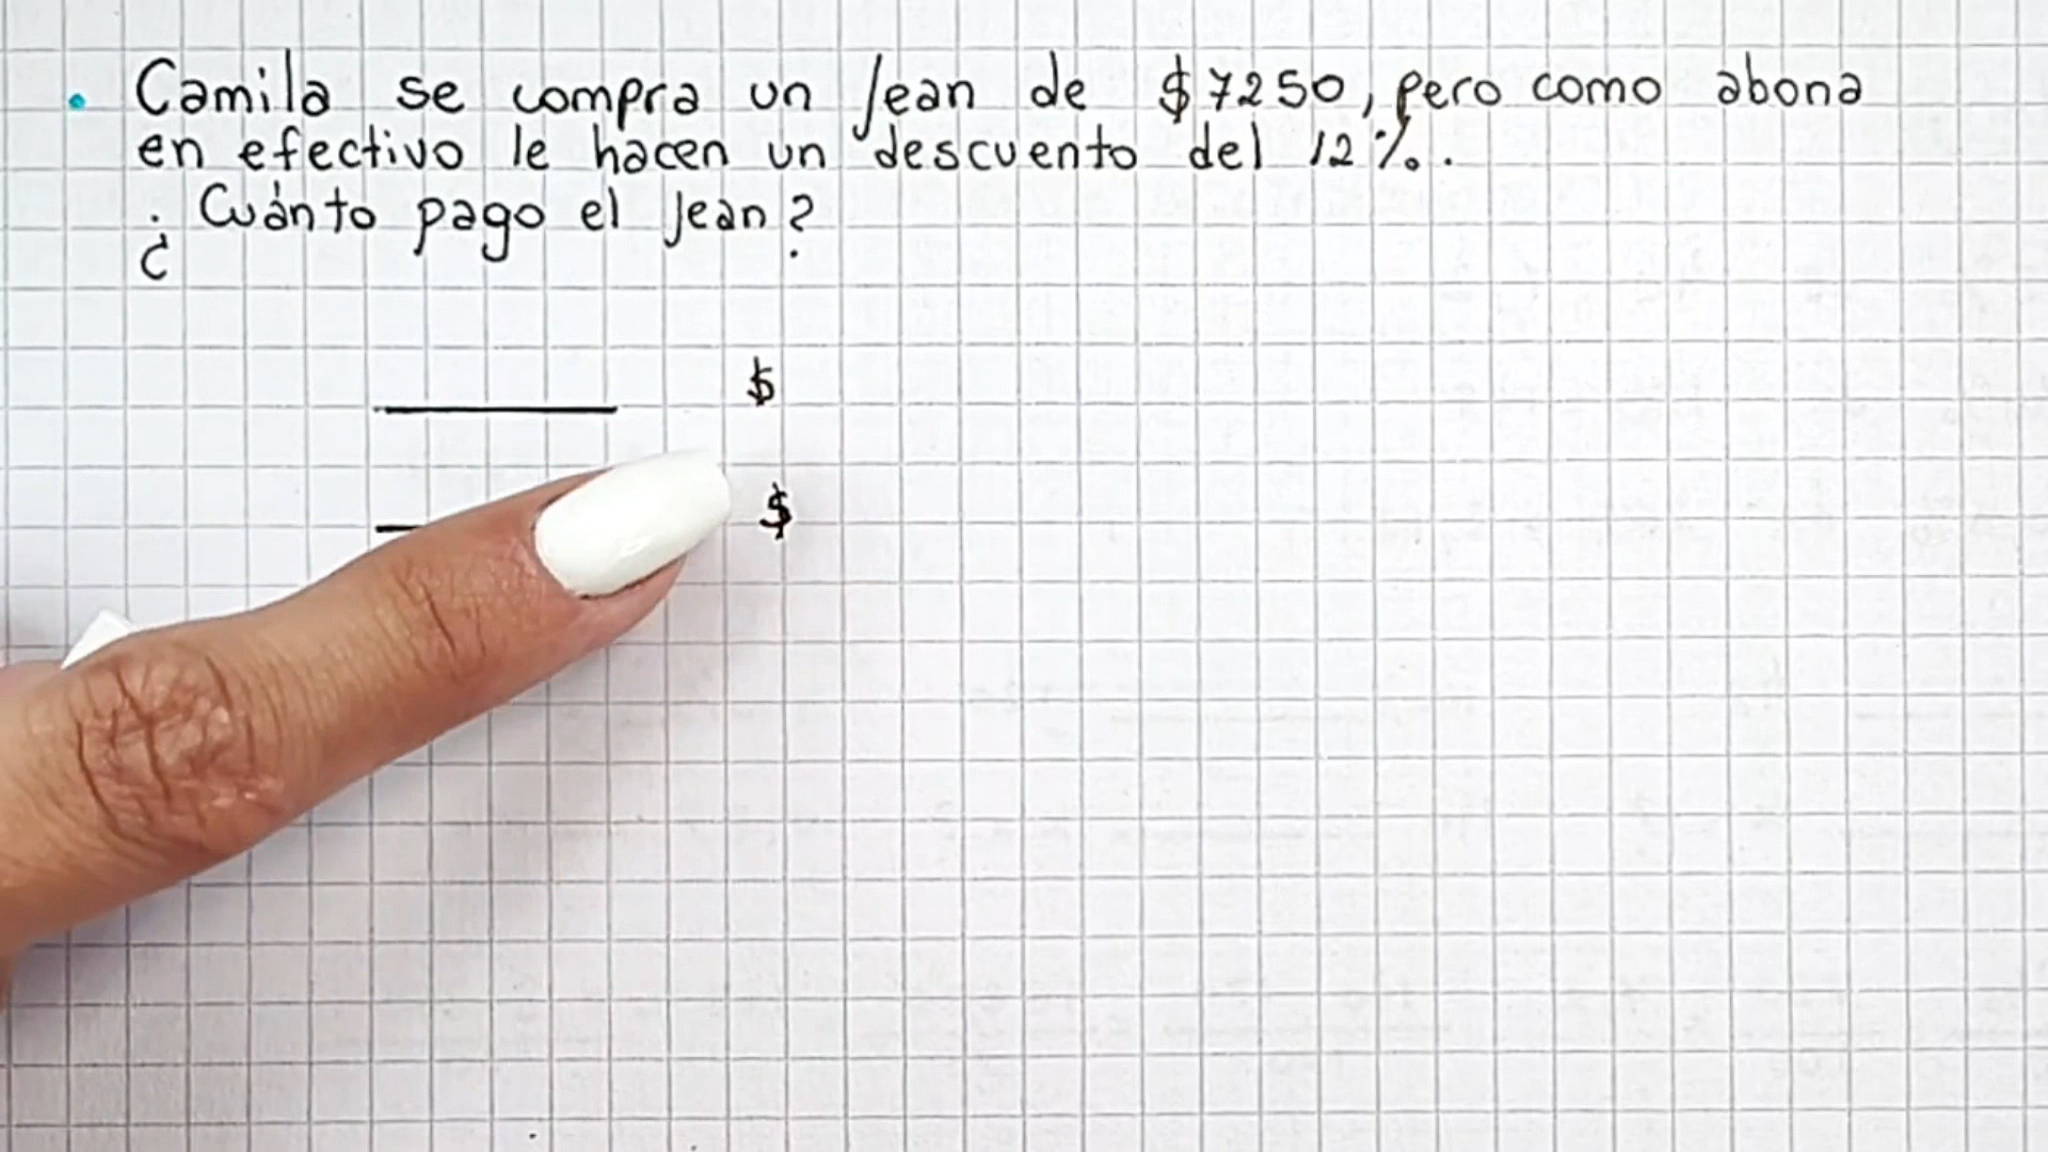 • Camila se compra un Jean de $7250, pero como abona
en efectivo le hacen un descuento del 12%.
¿Cuánto pago el Jean?
$
$